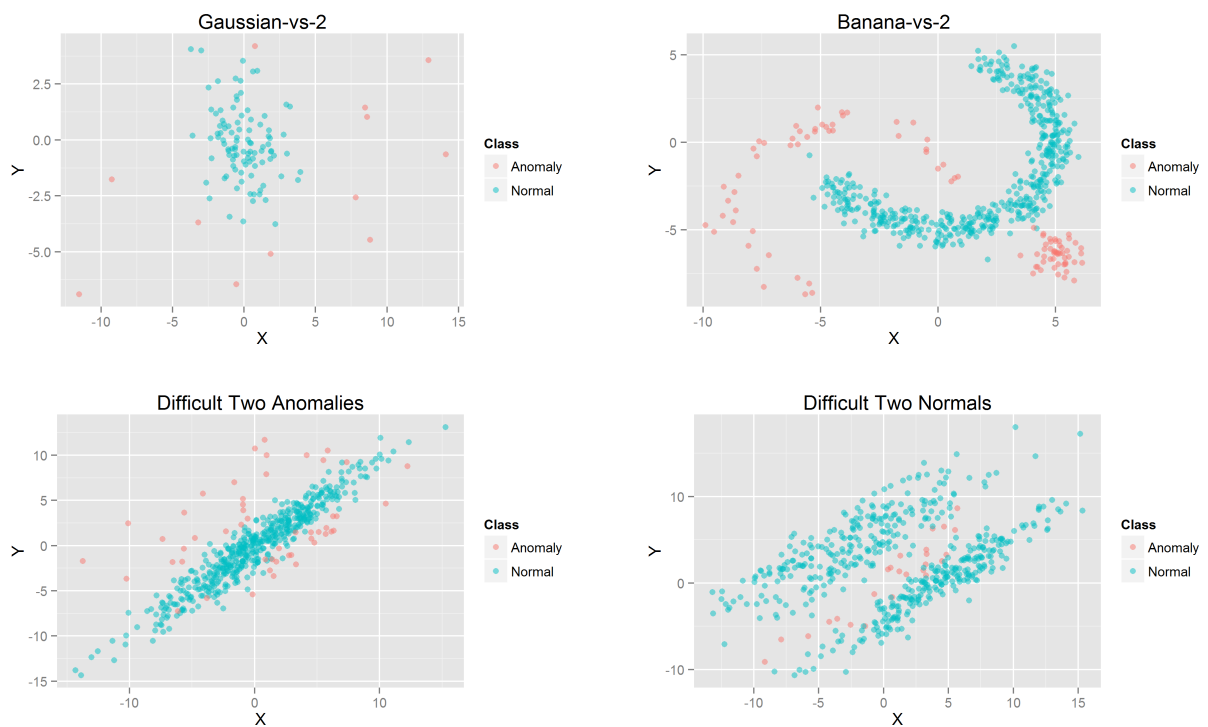 Gaussian-vs-2
2.5
0.0
-2.5
-5.0
Y
-10
-5
0
5
10
15
X
Class
Anomaly
Normal
Banana-vs-2
5
0
-5
Y
-10
-5
0
5
X
Class
Anomaly
Normal
Difficult Two Anomalies
10
5
0
-5
-10
-15
Y
-10
0
10
X
Class
Anomaly
Normal
Difficult Two Normals
10
0
-10
Y
-10
-5
0
5
10
15
X
Class
Anomaly
Normal